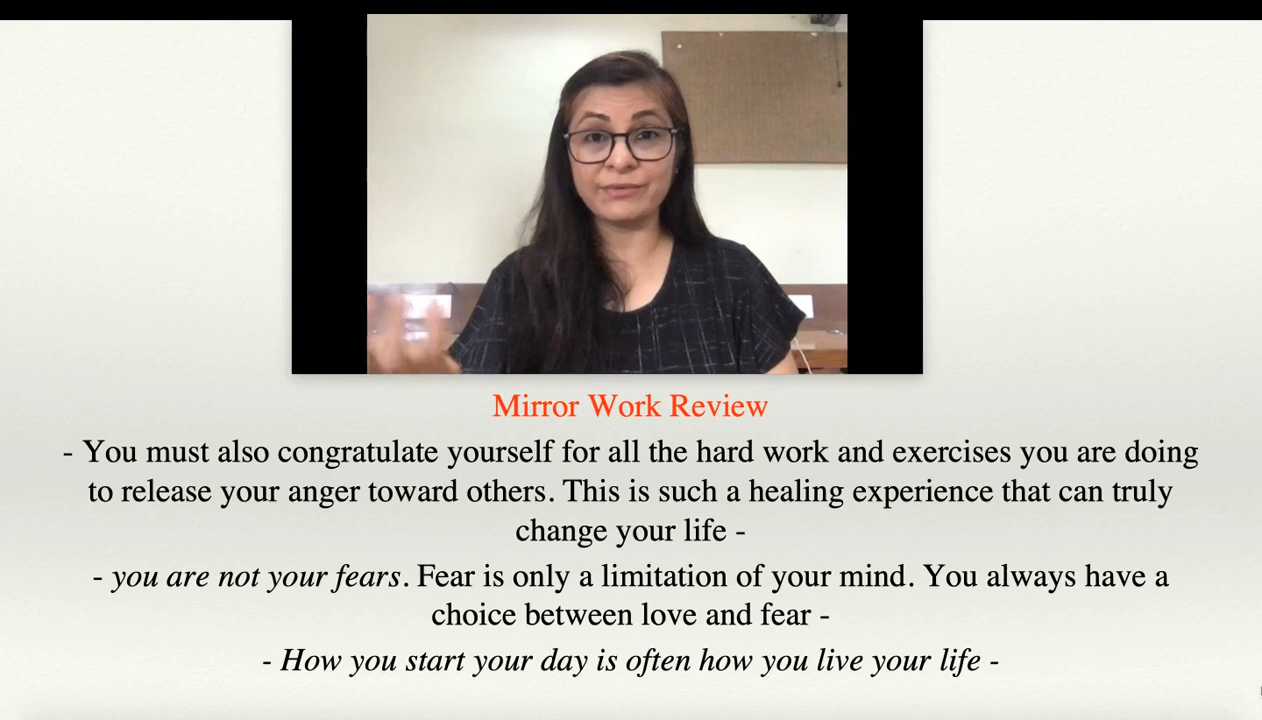 Mirror Work Review
- You must also congratulate yourself for all the hard work and exercises you are doing
to release your anger toward others. This is such a healing experience that can truly
change your life -
- you are not your fears. Fear is only a limitation of your mind. You always have a
choice between love and fear -
- How you start your day is often how you live your life -